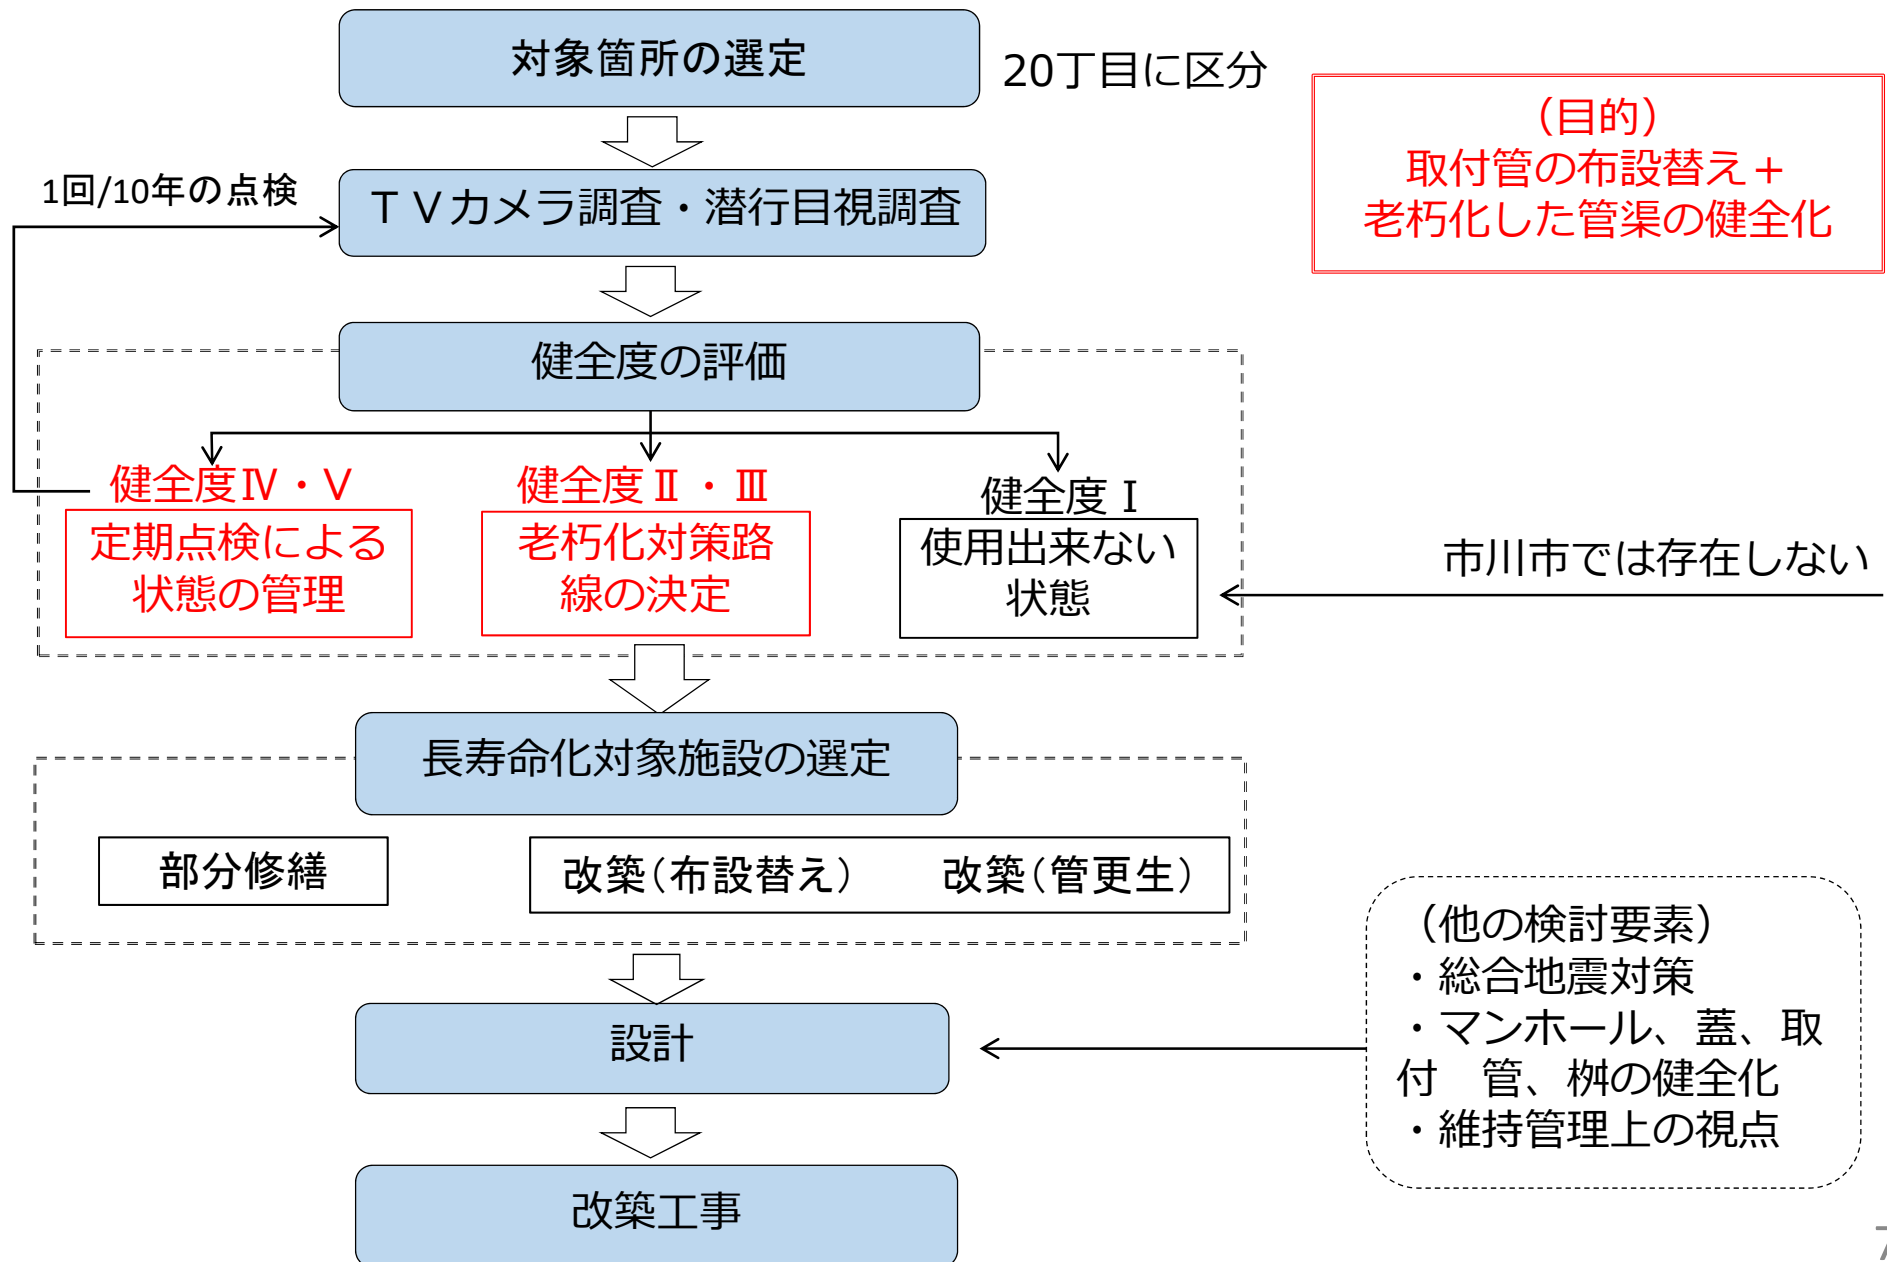 対象箇所の選定
20丁目に区分
（目的）
取付管の布設替え＋
老朽化した管渠の健全化
1回/10年の点検
ＴＶカメラ調査・潜行目視調査
健全度の評価
健全度Ⅳ・Ⅴ
定期点検による
状態の管理
健全度Ⅱ・Ⅲ
老朽化対策路
線の決定
健全度Ⅰ
使用出来ない
状態
市川市では存在しない
長寿命化対象施設の選定
部分修繕
改築（布設替え）　改築（管更生）
（他の検討要素）
・総合地震対策
・マンホール、蓋、取
付　管、桝の健全化
・維持管理上の視点
設計
改築工事
7